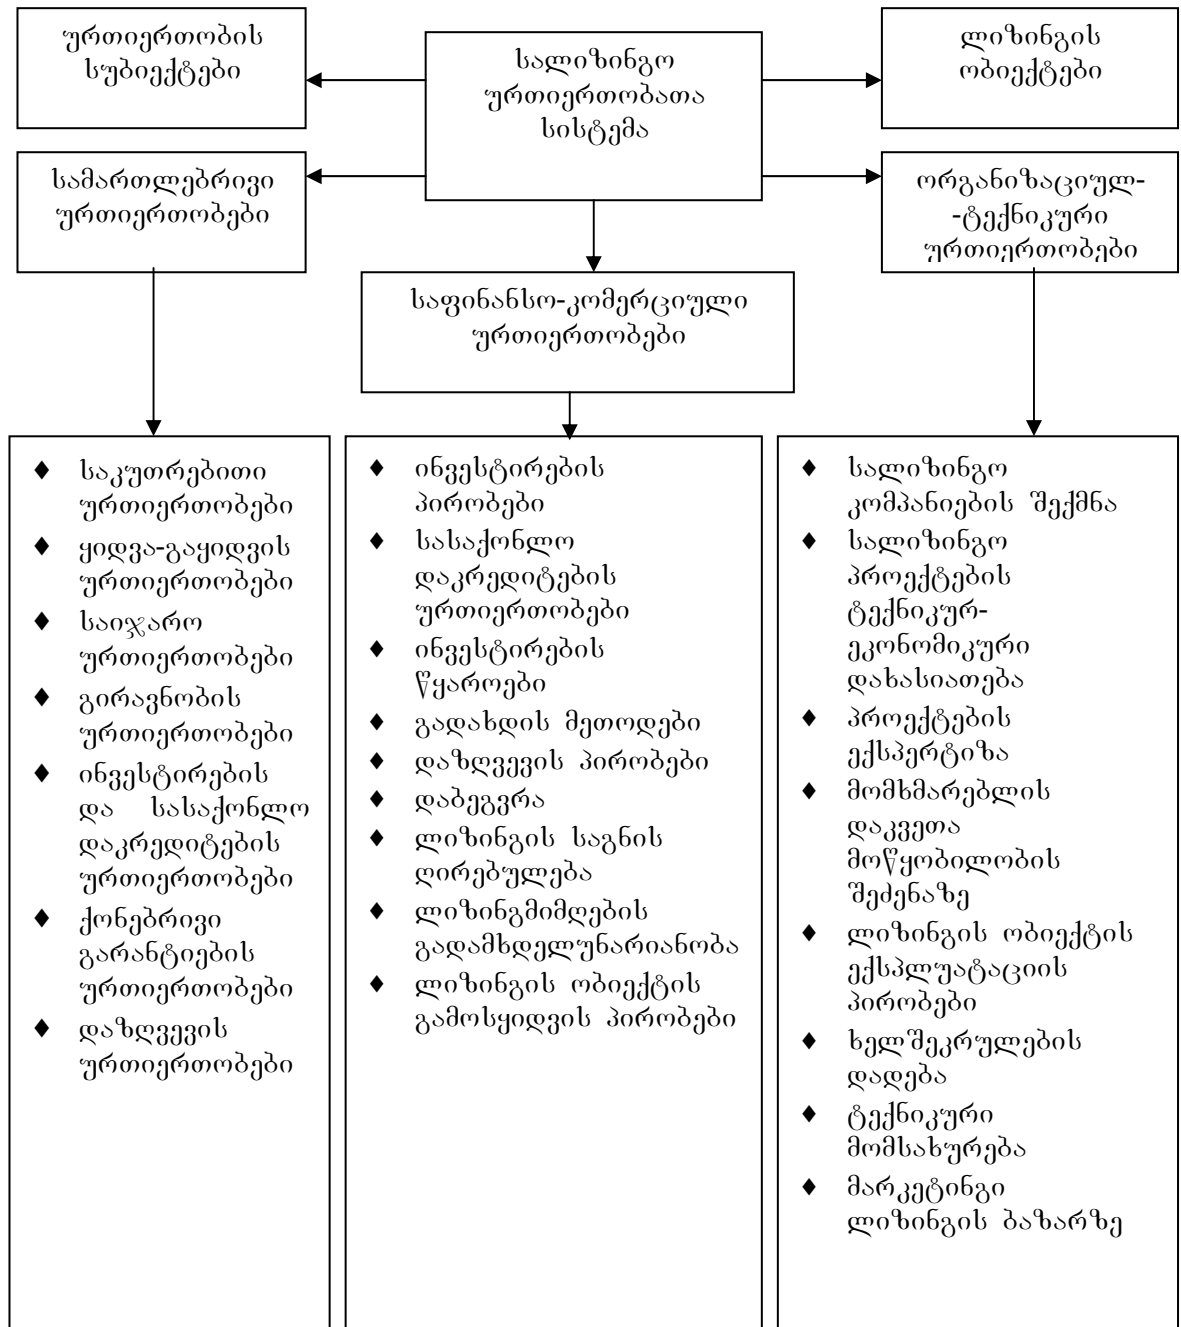 ურთიერთობის
სუბიექტები
სალიზინგო
ურთიერთობათა
სისტემა
ლიზინგის
ობიექტები
სამართლებრივი
ურთიერთობები
ორგანიზაციულ-
-ტექნიკური
ურთიერთობები
საფინანსო-კომერციული
ურთიერთობები
♦ საკუთრებითი
ურთიერთობები
♦ ყიდვა-გაყიდვის
ურთიერთობები
♦ საიჯარო
ურთიერთობები
♦ გირავნობის
ურთიერთობები
♦ ინვესტირების
და სასაქონლო
დაკრედიტების
ურთიერთობები
♦ ქონებრივი
გარანტიების
ურთიერთობები
♦ დაზღვევის
ურთიერთობები
♦ ინვესტირების
პირობები
♦ სასაქონლო
დაკრედიტების
ურთიერთობები
♦ ინვესტირების
წყაროები
♦ გადახდის მეთოდები
♦ დაზღვევის პირობები
♦ დაბეგვრა
♦ ლიზინგის საგნის
ღირებულება
♦ ლიზინგმიმღების
გადამხდელუნარიანობა
♦ ლიზინგის ობიექტის
გამოსყიდვის პირობები
♦ სალიზინგო
კომპანიების შექმნა
♦ სალიზინგო
პროექტების
ტექნიკურ-
ეკონომიკური
დახასიათება
♦ პროექტების
ექსპერტიზა
♦ მომხმარებლის
დაკვეთა
მოწყობილობის
შეძენაზე
♦ ლიზინგის ობიექტის
ექსპლუატაციის
პირობები
♦ ხელშეკრულების
დადება
♦ ტექნიკური
მომსახურება
♦ მარკეტინგი
ლიზინგის ბაზარზე